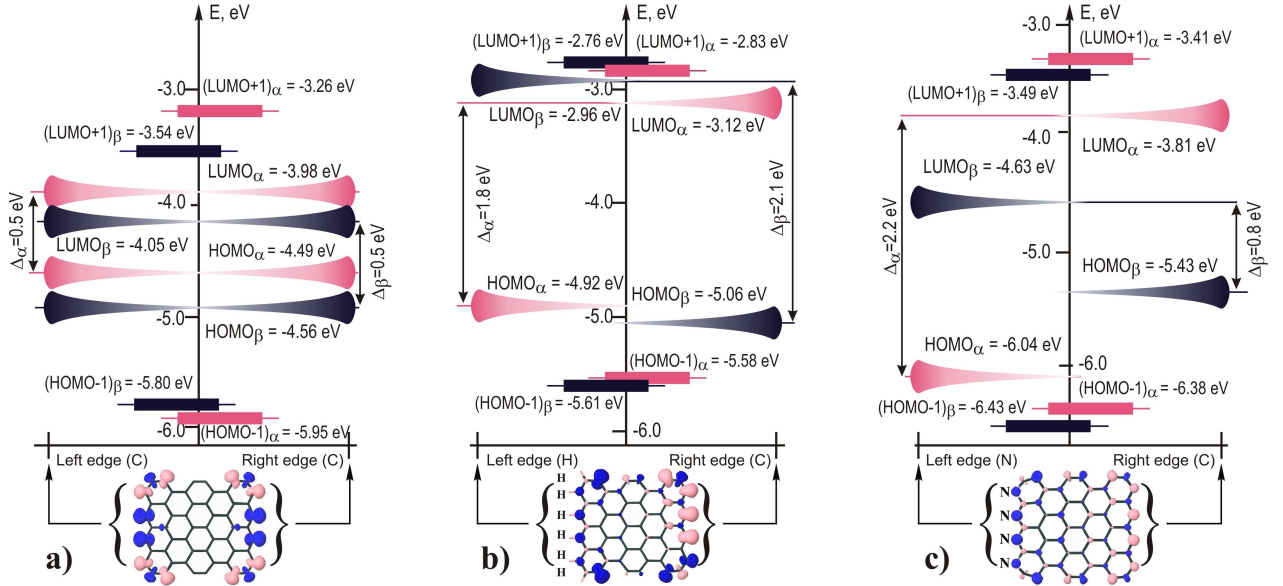 E, eV
-3.0
(LUMO+1)α = -3.26 eV
(LUMO+1)β = -3.54 eV
LUMOα = -3.98 eV
-4.0
Δα=0.5 eV
LUMOβ = -4.05 eV
HOMOα = -4.49 eV
Δβ=0.5 eV
-5.0
HOMOβ = -4.56 eV
(HOMO-1)β = -5.80 eV
-6.0
(HOMO-1)α = -5.95 eV
Left edge (C)
Right edge (C)
a)
E, eV
(LUMO+1)β = -2.76 eV
(LUMO+1)α = -2.83 eV
-3.0
LUMOβ = -2.96 eV
LUMOα = -3.12 eV
-4.0
Δα=1.8 eV
Δβ=2.1 eV
HOMOα = -4.92 eV
HOMOβ = -5.06 eV
-5.0
(HOMO-1)α = -5.58 eV
(HOMO-1)β = -5.61 eV
-6.0
Left edge (H)
Right edge (C)
H
H
H
H
H
H
H
b)
E, eV
-3.0
(LUMO+1)α = -3.41 eV
(LUMO+1)β = -3.49 eV
-4.0
LUMOα = -3.81 eV
LUMOβ = -4.63 eV
Δα=2.2 eV
Δβ=0.8 eV
-5.0
HOMOβ = -5.43 eV
HOMOα = -6.04 eV
-6.0
(HOMO-1)α = -6.38 eV
(HOMO-1)β = -6.43 eV
Left edge (N)
Right edge (C)
N
N
N
N
c)